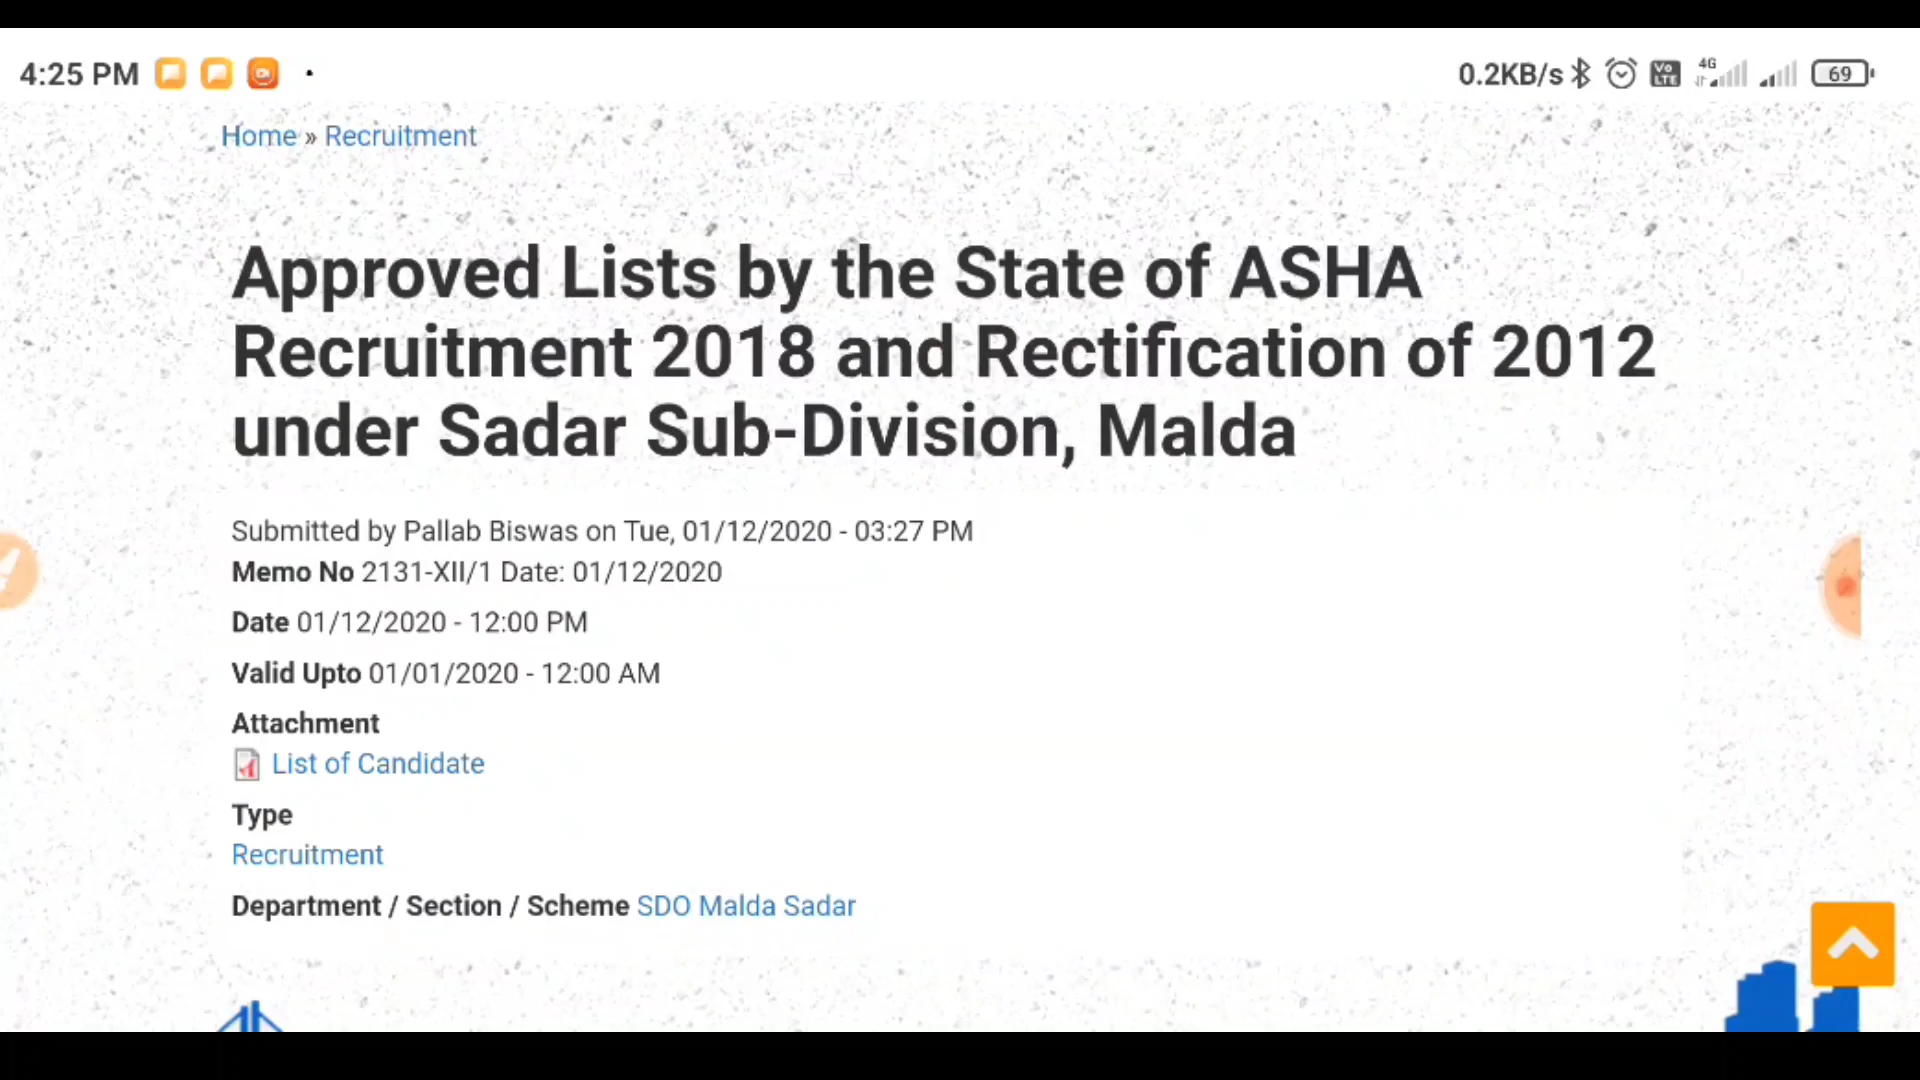 4:25 PM
0.2KB/s
Vo LTE
4G
69
Home » Recruitment
Approved Lists by the State of ASHA
Recruitment 2018 and Rectification of 2012
under Sadar Sub-Division, Malda
Submitted by Pallab Biswas on Tue, 01/12/2020 - 03:27 PM
Memo No 2131-XII/1 Date: 01/12/2020
Date 01/12/2020 - 12:00 PM
Valid Upto 01/01/2020 - 12:00 AM
Attachment
List of Candidate
Type
Recruitment
Department / Section / Scheme SDO Malda Sadar